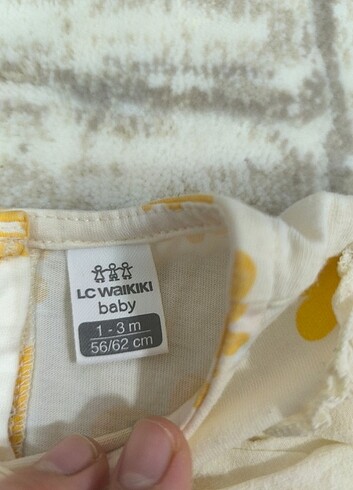 LC WAIKIKI
baby
1 - 3 m
56/62 cm